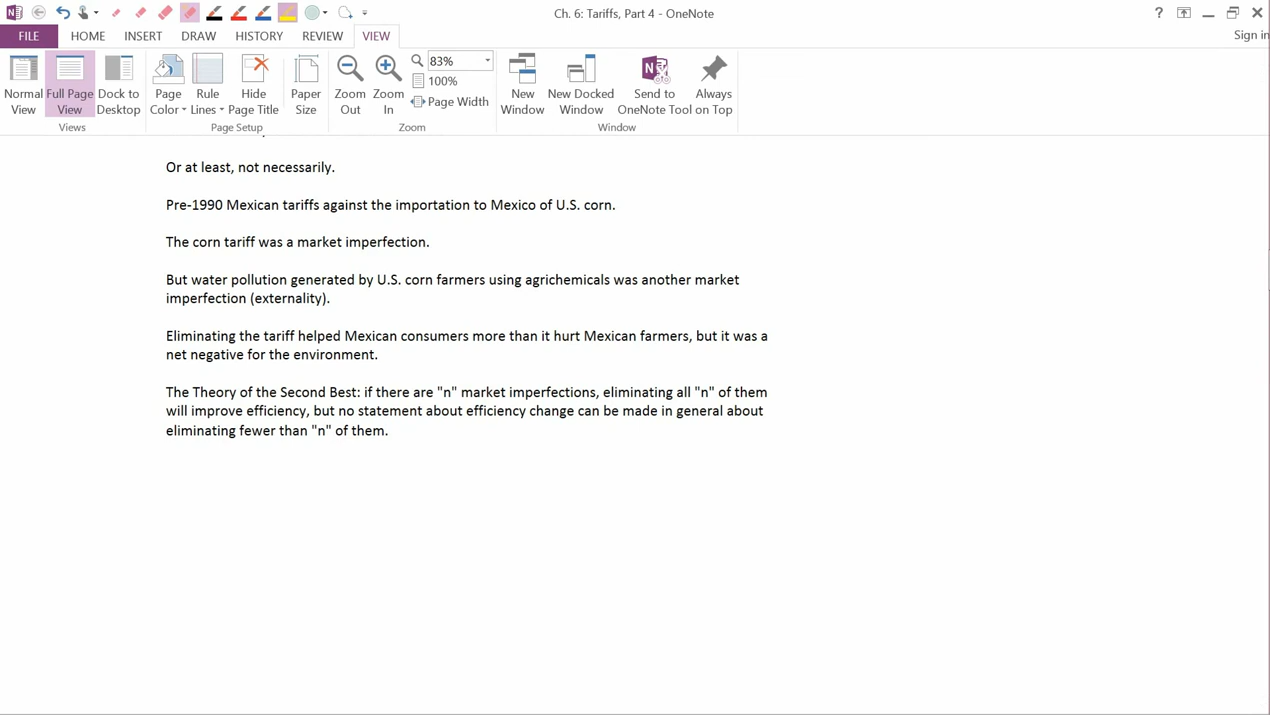 Ch. 6: Tariffs, Part 4 - OneNote
?
Sign in
FILE HOME INSERT DRAW HISTORY REVIEW VIEW
Normal View
Full Page View
Dock to Desktop
Views
Page Color
Rule Lines
Hide Page Title
Paper Size
Page Setup
Zoom Out
Zoom In
83%
100%
Page Width
Zoom
New Window
New Docked Window
Send to OneNote Tool
Always on Top
Window
Or at least, not necessarily.
Pre-1990 Mexican tariffs against the importation to Mexico of U.S. corn.
The corn tariff was a market imperfection.
But water pollution generated by U.S. corn farmers using agrichemicals was another market
imperfection (externality).
Eliminating the tariff helped Mexican consumers more than it hurt Mexican farmers, but it was a
net negative for the environment.
The Theory of the Second Best: if there are "n" market imperfections, eliminating all "n" of them
will improve efficiency, but no statement about efficiency change can be made in general about
eliminating fewer than "n" of them.